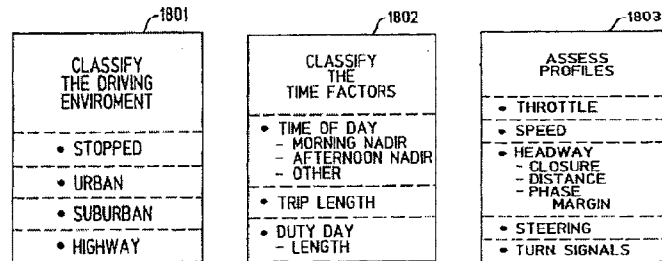 1801
CLASSIFY
THE DRIVING
ENVIROMENT
• STOPPED
• URBAN
• SUBURBAN
• HIGHWAY
1802
CLASSIFY
THE
TIME FACTORS
• TIME OF DAY
- MORNING NADIR
- AFTERNOON NADIR
- OTHER
• TRIP LENGTH
• DUTY DAY
- LENGTH
1803
ASSESS
PROFILES
• THROTTLE
• SPEED
• HEADWAY
- CLOSURE
- DISTANCE
- PHASE
MARGIN
• STEERING
• TURN SIGNALS